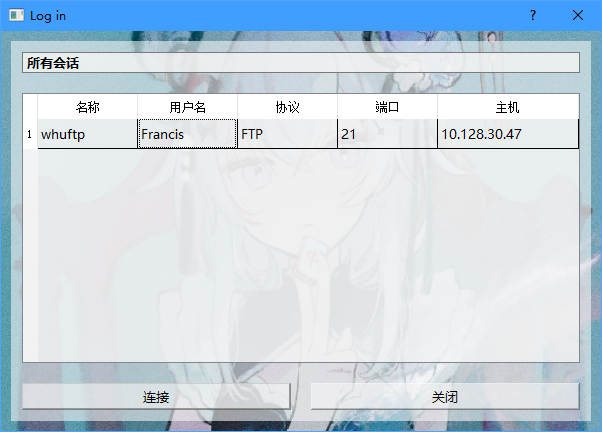 Log in
所有会话
名称 用户名 协议 端口 主机
1 whuftp Francis FTP 21 10.128.30.47
连接 关闭